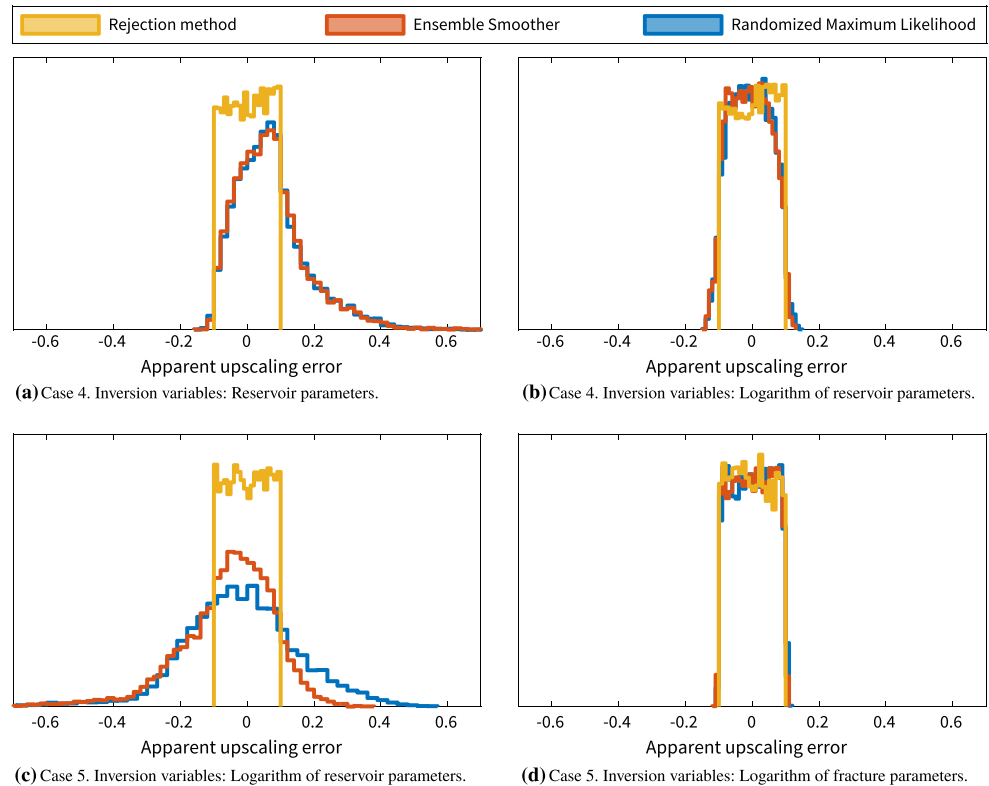 Rejection method Ensemble Smoother Randomized Maximum Likelihood
-0.6 -0.4 -0.2 0 0.2 0.4 0.6
Apparent upscaling error
(a) Case 4. Inversion variables: Reservoir parameters.
-0.6 -0.4 -0.2 0 0.2 0.4 0.6
Apparent upscaling error
(b) Case 4. Inversion variables: Logarithm of reservoir parameters.
-0.6 -0.4 -0.2 0 0.2 0.4 0.6
Apparent upscaling error
(c) Case 5. Inversion variables: Logarithm of reservoir parameters.
-0.6 -0.4 -0.2 0 0.2 0.4 0.6
Apparent upscaling error
(d) Case 5. Inversion variables: Logarithm of fracture parameters.